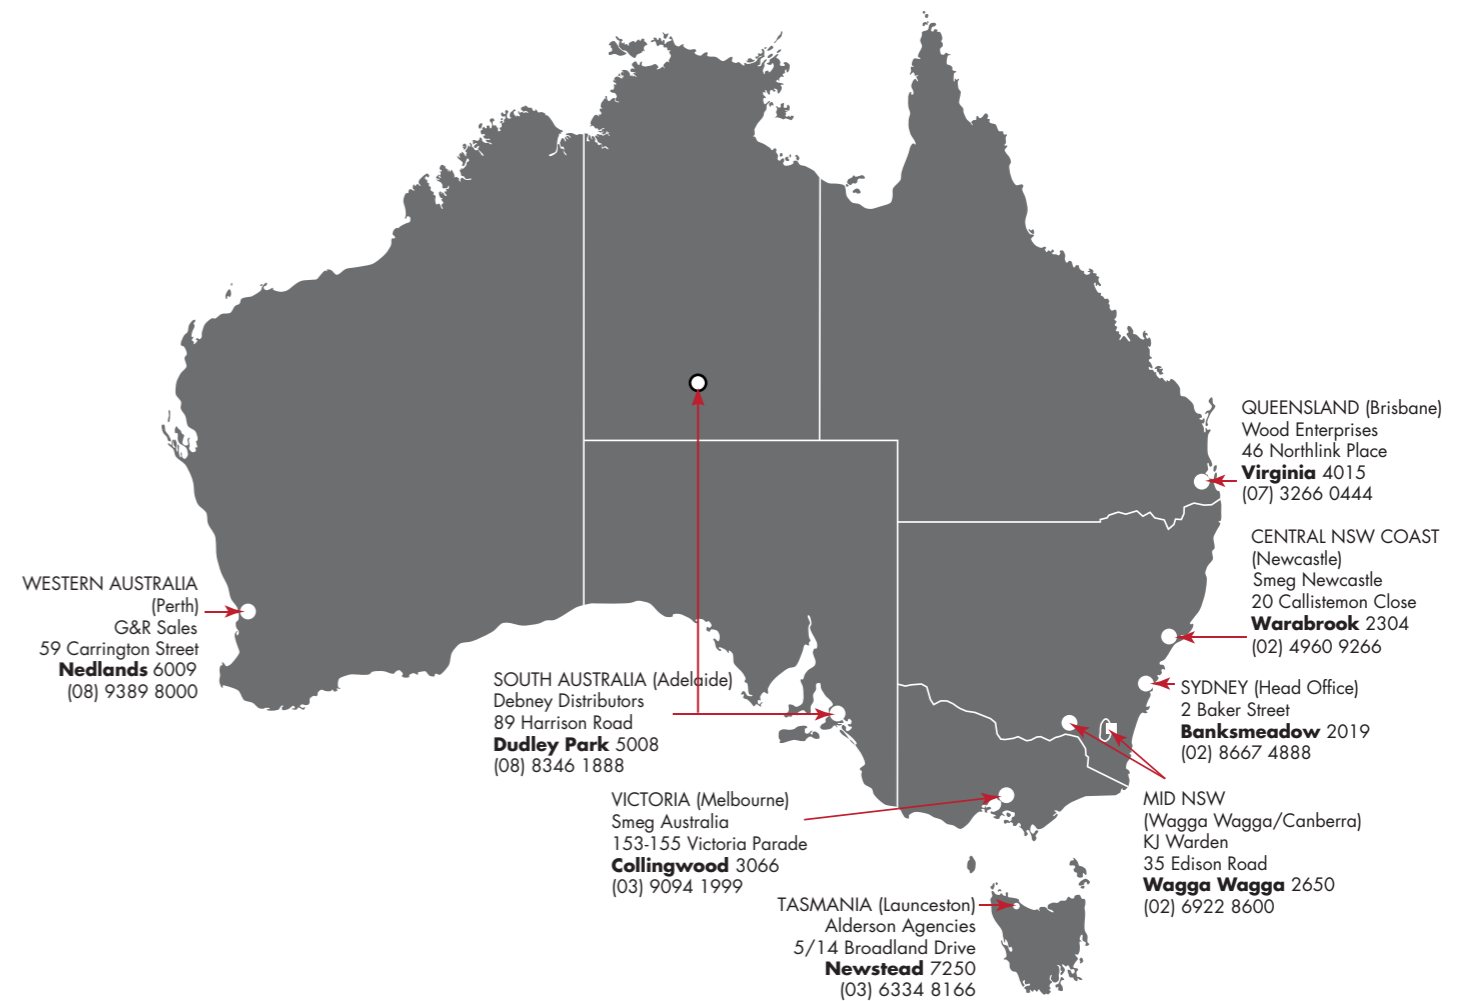 QUEENSLAND (Brisbane)
Wood Enterprises
46 Northlink Place
Virginia 4015
(07) 3266 0444
CENTRAL NSW COAST
(Newcastle)
Smeg Newcastle
20 Callistemon Close
Warabrook 2304
(02) 4960 9266
WESTERN AUSTRALIA
(Perth)
G&R Sales
59 Carrington Street
Nedlands 6009
(08) 9389 8000
SOUTH AUSTRALIA (Adelaide)
Debney Distributors
89 Harrison Road
Dudley Park 5008
(08) 8346 1888
SYDNEY (Head Office)
2 Baker Street
Banksmeadow 2019
(02) 8667 4888
VICTORIA (Melbourne)
Smeg Australia
153-155 Victoria Parade
Collingwood 3066
(03) 9094 1999
MID NSW
(Wagga Wagga/Canberra)
KJ Warden
35 Edison Road
Wagga Wagga 2650
(02) 6922 8600
TASMANIA (Launceston)
Alderson Agencies
5/14 Broadland Drive
Newstead 7250
(03) 6334 8166